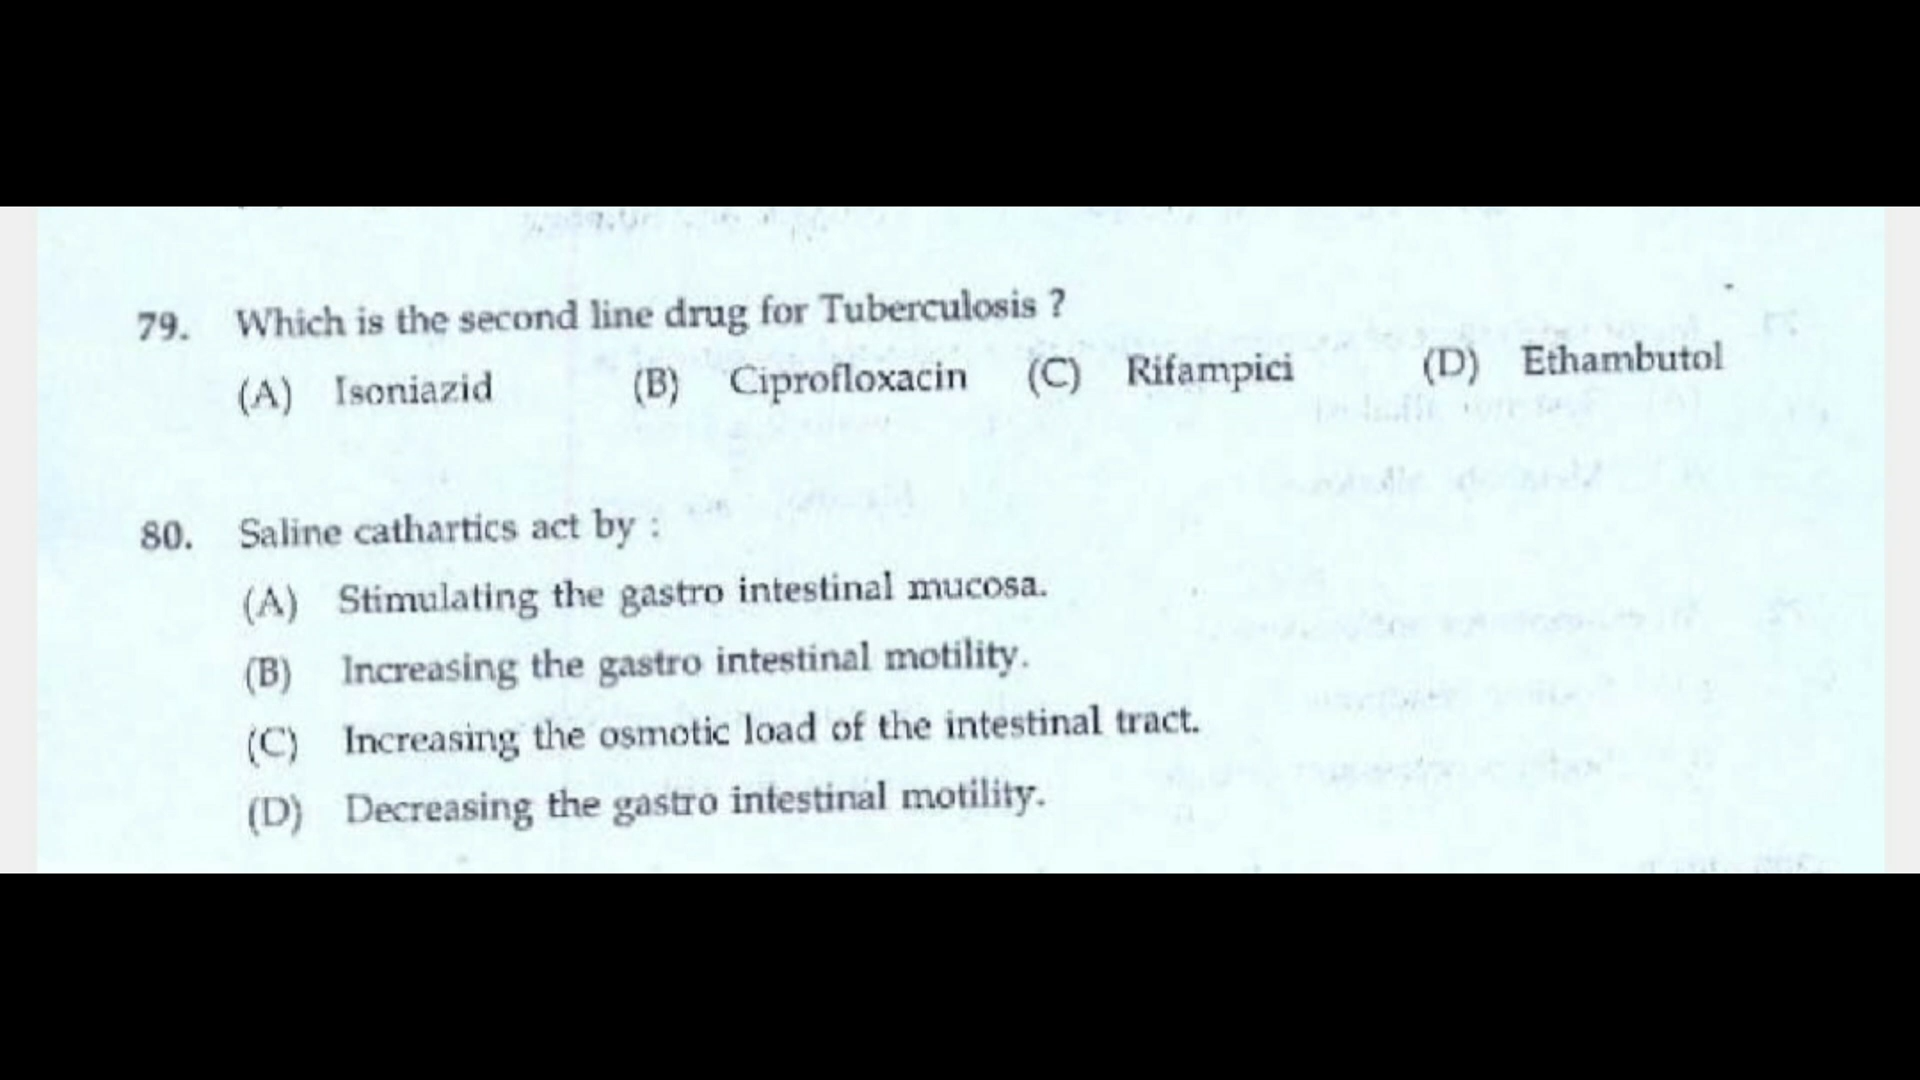 79. Which is the second line drug for Tuberculosis ?
(A) Isoniazid (B) Ciprofloxacin (C) Rifampici (D) Ethambutol
80. Saline cathartics act by :
(A) Stimulating the gastro intestinal mucosa.
(B) Increasing the gastro intestinal motility.
(C) Increasing the osmotic load of the intestinal tract.
(D) Decreasing the gastro intestinal motility.